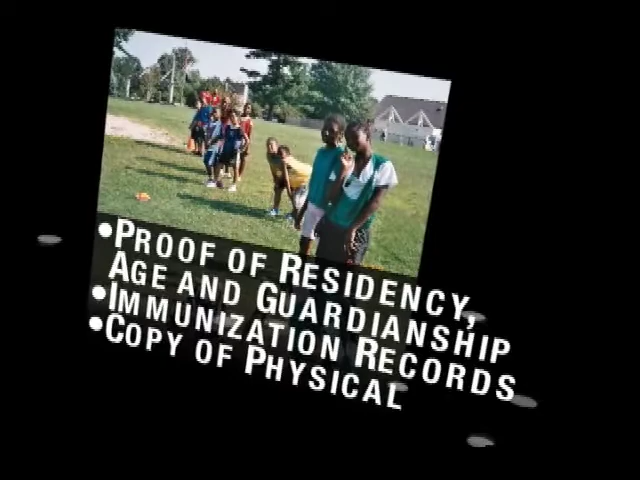 •PROOF OF RESIDENCY,
AGE AND GUARDIANSHIP
•IMMUNIZATION RECORDS
•COPY OF PHYSICAL